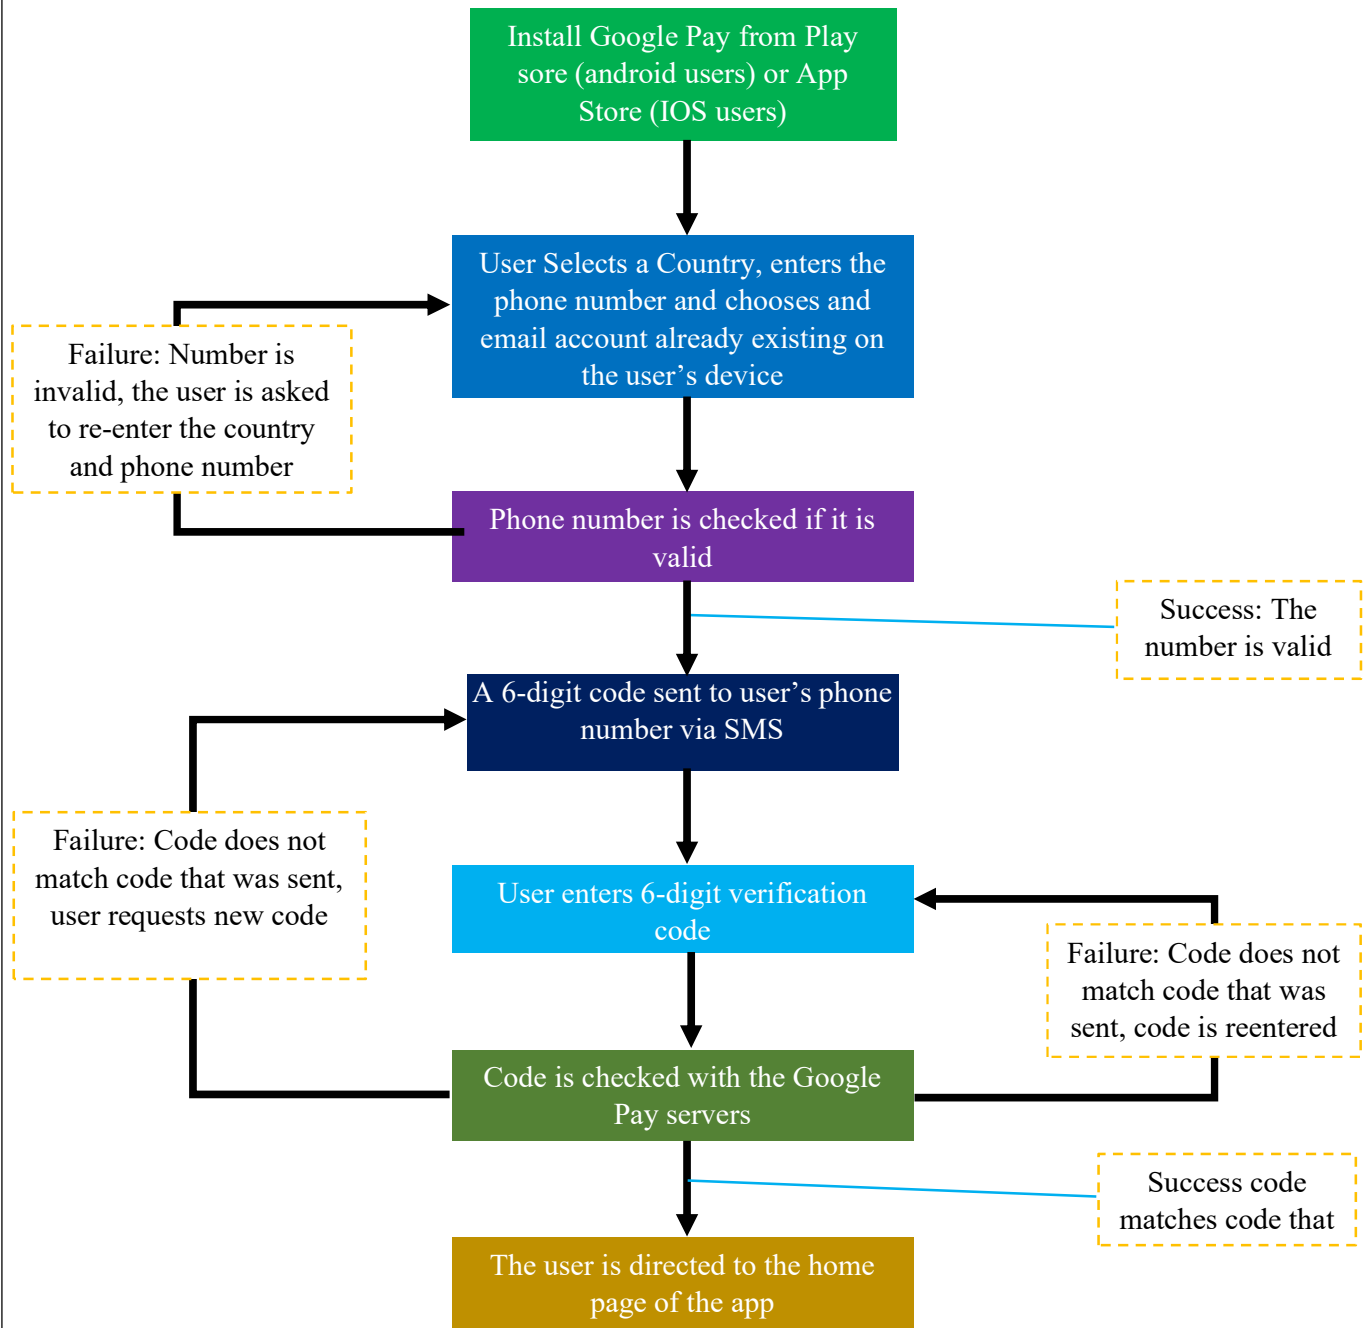 Install Google Pay from Play
sore (android users) or App
Store (IOS users)
User Selects a Country, enters the
phone number and chooses and
email account already existing on
the user’s device
Failure: Number is
invalid, the user is asked
to re-enter the country
and phone number
Phone number is checked if it is
valid
Success: The
number is valid
A 6-digit code sent to user’s phone
number via SMS
Failure: Code does not
match code that was sent,
user requests new code
User enters 6-digit verification
code
Failure: Code does not
match code that was
sent, code is reentered
Code is checked with the Google
Pay servers
Success code
matches code that
The user is directed to the home
page of the app